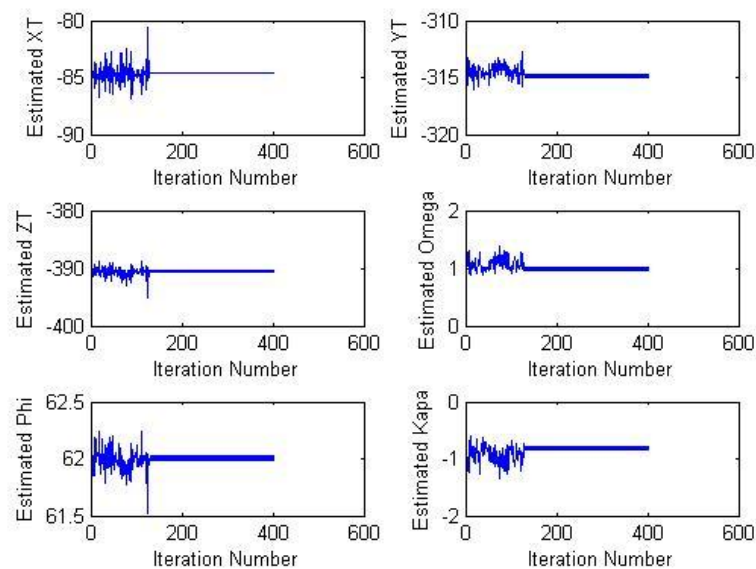 -80
-85
-90
Estimated XT
0 200 400 600
Iteration Number
-310
-315
-320
Estimated YT
0 200 400 600
Iteration Number
-380
-390
-400
Estimated ZT
0 200 400 600
Iteration Number
2
1
0
Estimated Omega
0 200 400 600
Iteration Number
62.5
62
61.5
Estimated Phi
0 200 400 600
Iteration Number
0
-1
-2
Estimated Kapa
0 200 400 600
Iteration Number